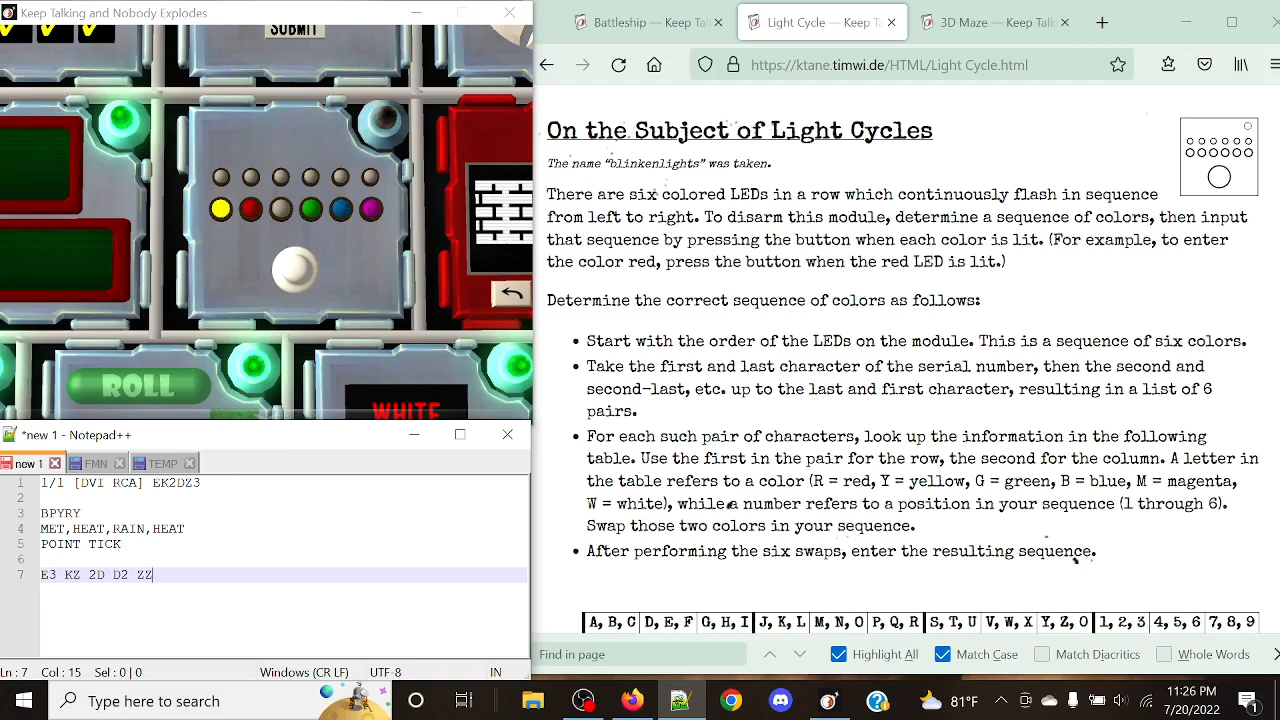 Keep Talking and Nobody Explodes
SUBMIT
ROLL
WHITE
*new 1 - Notepad++
new 1
FMN
TEMP
1 1/1 [DVI RCA] EK2DZ3
2
3 BPYRY
4 MET,HEAT,RAIN,HEAT
5 POINT TICK
6
7 E3 KZ 2D D2 ZZ
Ln : 7 Col : 15 Sel : 0 | 0 Windows (CR LF) UTF-8 IN
Battleship — Keep Tak
Light Cycle — Keep Ta
3D Maze — Keep Talk
https://ktane.timwi.de/HTML/Light Cycle.html
On the Subject of Light Cycles
The name “blinkenlights” was taken.
There are six colored LEDs in a row which continuously flash in sequence
from left to right. To disarm this module, determine a sequence of colors, then input
that sequence by pressing the button when each color is lit. (For example, to enter
the color red, press the button when the red LED is lit.)
Determine the correct sequence of colors as follows:
• Start with the order of the LEDs on the module. This is a sequence of six colors.
• Take the first and last character of the serial number, then the second and
second-last, etc. up to the last and first character, resulting in a list of 6
pairs.
• For each such pair of characters, look up the information in the following
table. Use the first in the pair for the row, the second for the column. A letter in
the table refers to a color (R = red, Y = yellow, G = green, B = blue, M = magenta,
W = white), while a number refers to a position in your sequence (1 through 6).
Swap those two colors in your sequence.
• After performing the six swaps, enter the resulting sequence.
A, B, C D, E, F G, H, I J, K, L M, N, O P, Q, R S, T, U V, W, X Y, Z, 0 1, 2, 3 4, 5, 6 7, 8, 9
Find in page
Highlight All
Match Case
Match Diacritics
Whole Words
Type here to search
81°F
11:26 PM
7/20/2022